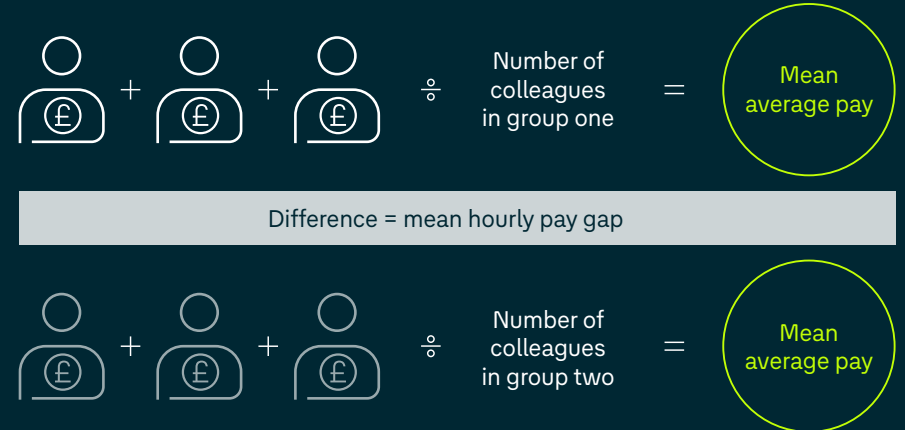 Number of
£ + £ + £ ÷ colleagues =
in group one
Mean
average pay
Difference = mean hourly pay gap
Number of
£ + £ + £ ÷ colleagues =
in group two
Mean
average pay